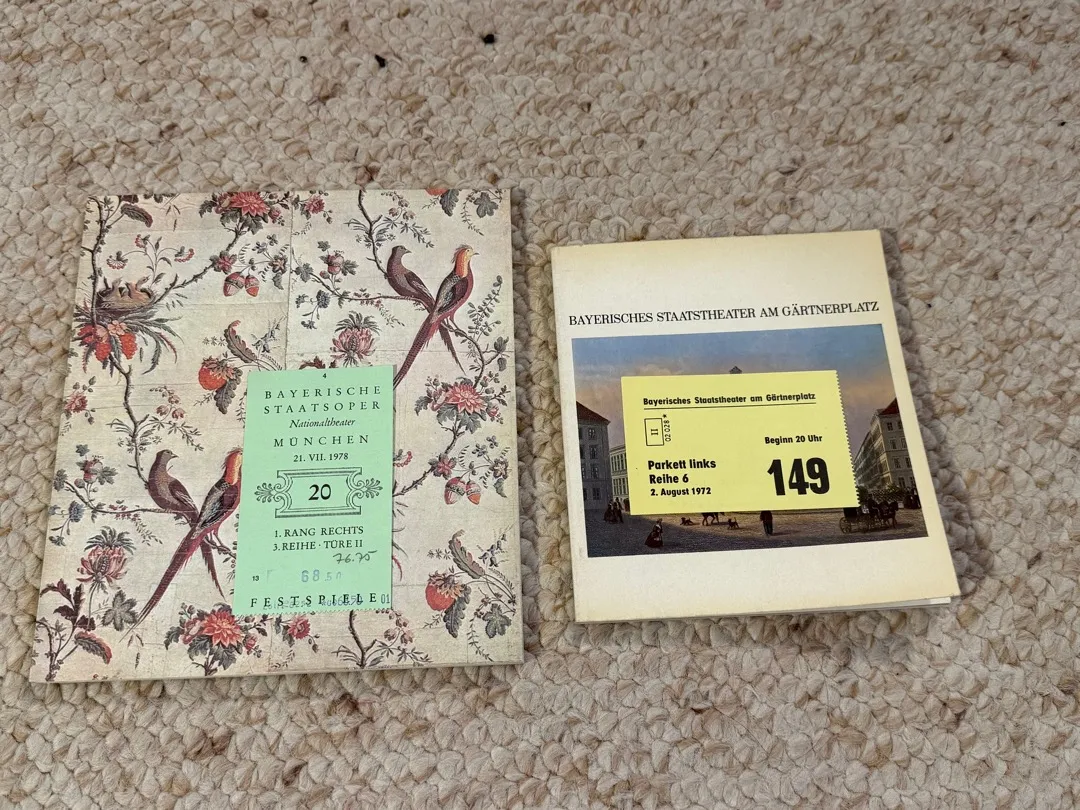 4
BAYERISCHE
STAATSOPER
Nationaltheater
MÜNCHEN
21. VII. 1978
20
1. RANG RECHTS
3. REIHE · TÜRE II
76.75
13
68.50
FESTSPIELE
01
BAYERISCHES STAATSTHEATER AM GÄRTNERPLATZ
Bayerisches Staatstheater am Gärtnerplatz
II
02 028 *
Beginn 20 Uhr
Parkett links
Reihe 6
149
2. August 1972